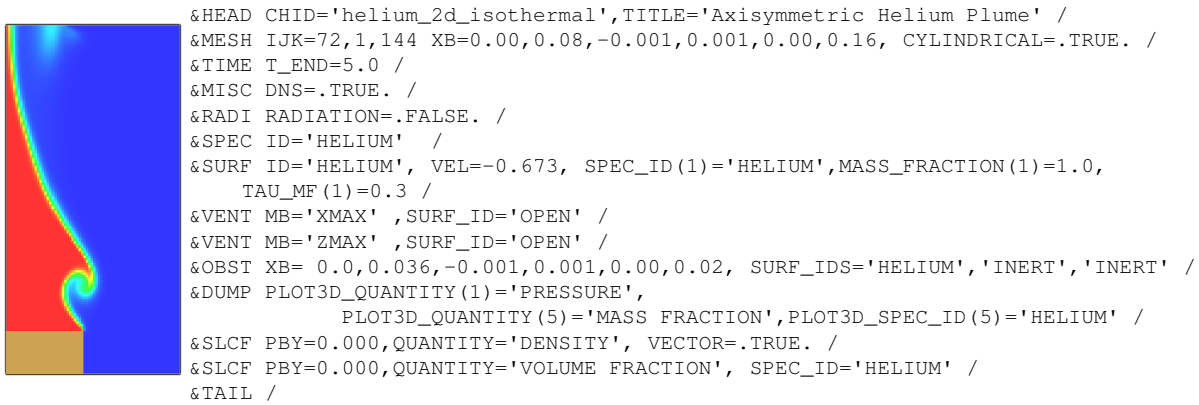 &HEAD CHID='helium_2d_isothermal',TITLE='Axisymmetric Helium Plume' /
&MESH IJK=72,1,144 XB=0.00,0.08,-0.001,0.001,0.00,0.16, CYLINDRICAL=.TRUE. /
&TIME T_END=5.0 /
&MISC DNS=.TRUE. /
&RADI RADIATION=.FALSE. /
&SPEC ID='HELIUM'  /
&SURF ID='HELIUM', VEL=-0.673, SPEC_ID(1)='HELIUM',MASS_FRACTION(1)=1.0,
TAU_MF(1)=0.3 /
&VENT MB='XMAX' ,SURF_ID='OPEN' /
&VENT MB='ZMAX' ,SURF_ID='OPEN' /
&OBST XB= 0.0,0.036,-0.001,0.001,0.00,0.02, SURF_IDS='HELIUM','INERT','INERT' /
&DUMP PLOT3D_QUANTITY(1)='PRESSURE',
PLOT3D_QUANTITY(5)='MASS FRACTION',PLOT3D_SPEC_ID(5)='HELIUM' /
&SLCF PBY=0.000,QUANTITY='DENSITY', VECTOR=.TRUE. /
&SLCF PBY=0.000,QUANTITY='VOLUME FRACTION', SPEC_ID='HELIUM' /
&TAIL /